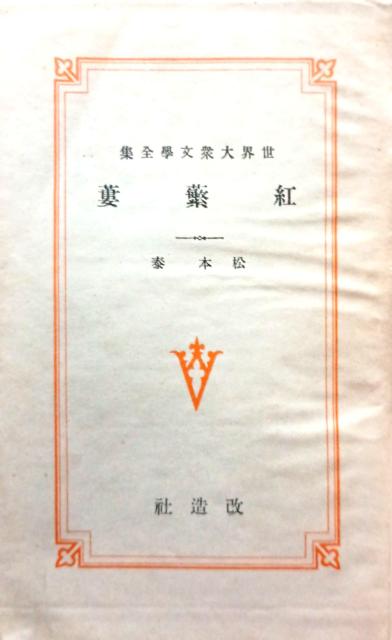 世界大衆文學全集
紅蘩蔞
松本泰
改造社